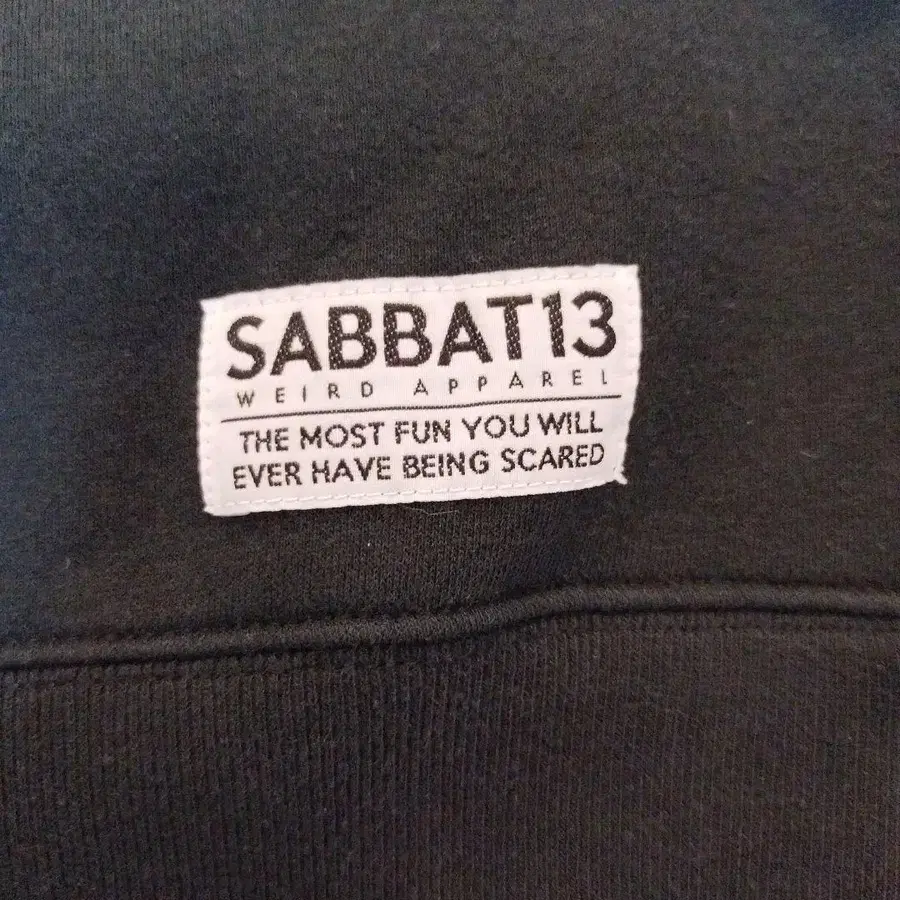 SABBAT13
WEIRD APPAREL
THE MOST FUN YOU WILL
EVER HAVE BEING SCARED